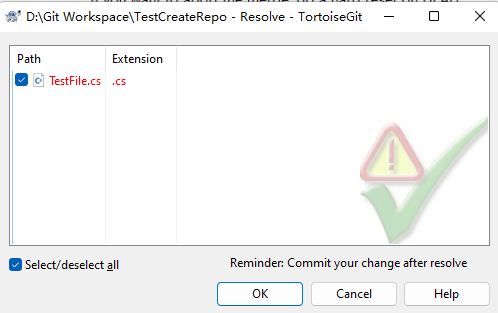 D:\Git Workspace\TestCreateRepo - Resolve - TortoiseGit
Path Extension
TestFile.cs .cs
Select/deselect all
Reminder: Commit your change after resolve
OK Cancel Help